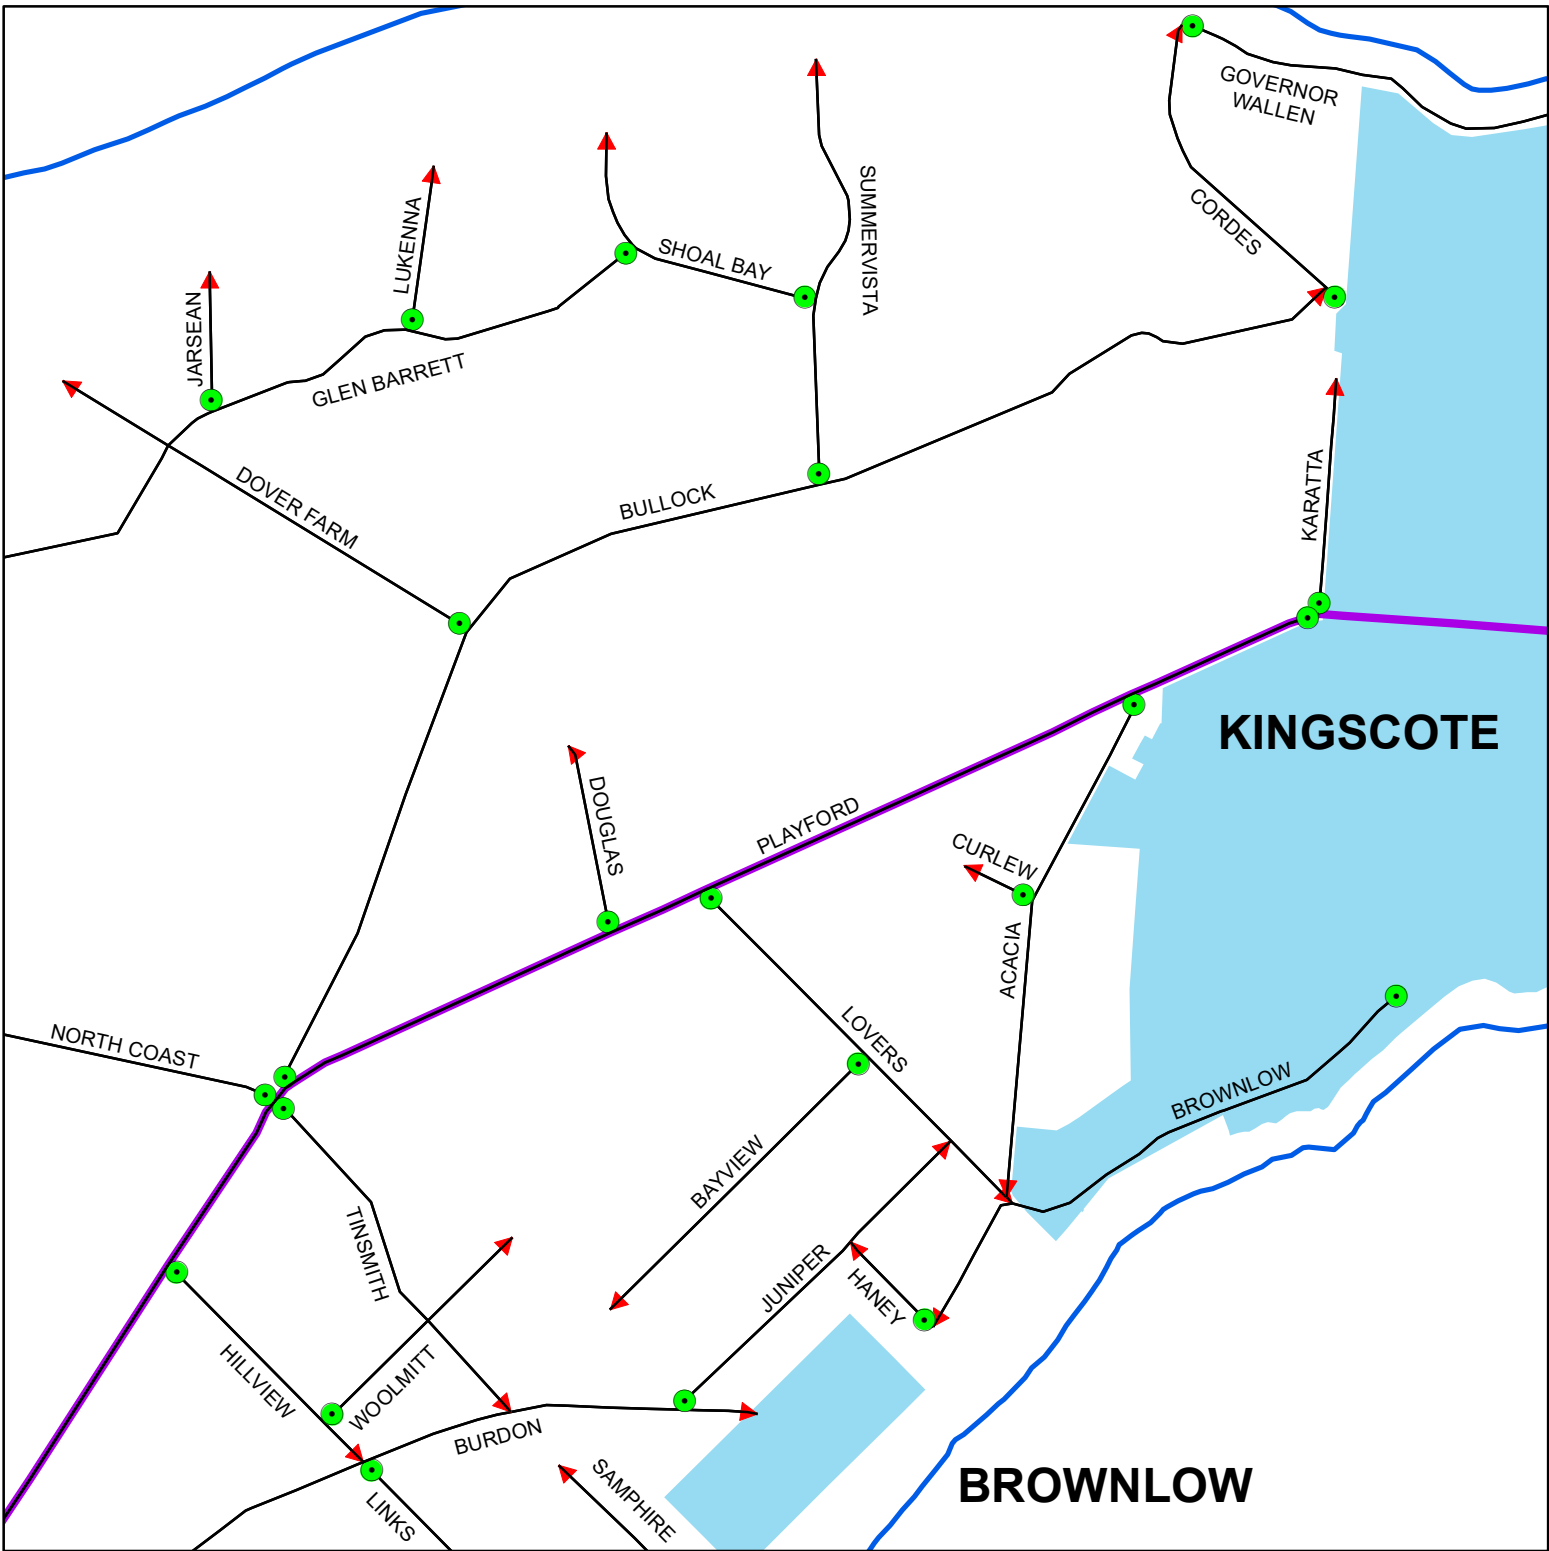 GOVERNOR
WALLEN
SUMMERVISTA
CORDES
LUKENNA
SHOAL BAY
JARSEAN
GLEN BARRETT
DOVER FARM
BULLOCK
KARATTA
KINGSCOTE
DOUGLAS
PLAYFORD
CURLEW
ACACIA
LOVERS
NORTH COAST
BROWNLOW
BAYVIEW
TINSMITH
JUNIPER
HANEY
HILLVIEW
WOOLMITT
BURDON
SAMPHIRE
LINKS
BROWNLOW